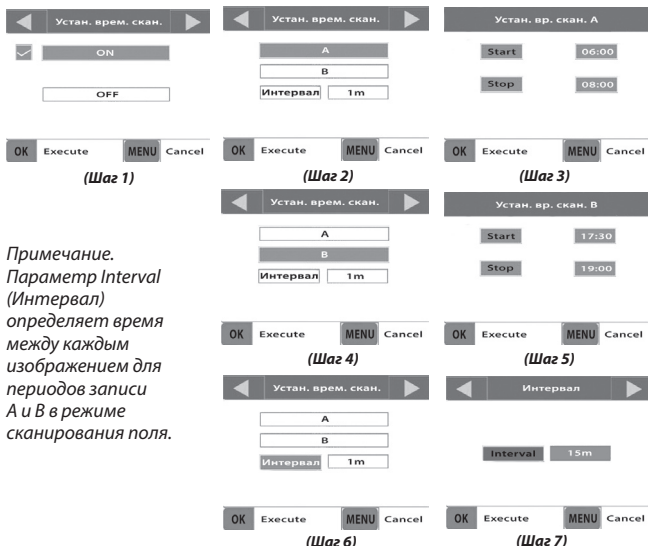 Устан. врем. скан.
ON
OFF
OK Execute MENU Cancel
(Шаг 1)
Устан. врем. скан.
A
B
Интервал 1m
OK Execute MENU Cancel
(Шаг 2)
Устан. вр. скан. A
Start 06:00
Stop 08:00
OK Execute MENU Cancel
(Шаг 3)
Примечание.
Параметр Interval
(Интервал)
определяет время
между каждым
изображением для
периодов записи
А и В в режиме
сканирования поля.
Устан. врем. скан.
A
B
Интервал 1m
OK Execute MENU Cancel
(Шаг 4)
Устан. вр. скан. B
Start 17:30
Stop 19:00
OK Execute MENU Cancel
(Шаг 5)
Устан. врем. скан.
A
B
Интервал 1m
OK Execute MENU Cancel
(Шаг 6)
Интервал
Interval 15m
OK Execute MENU Cancel
(Шаг 7)